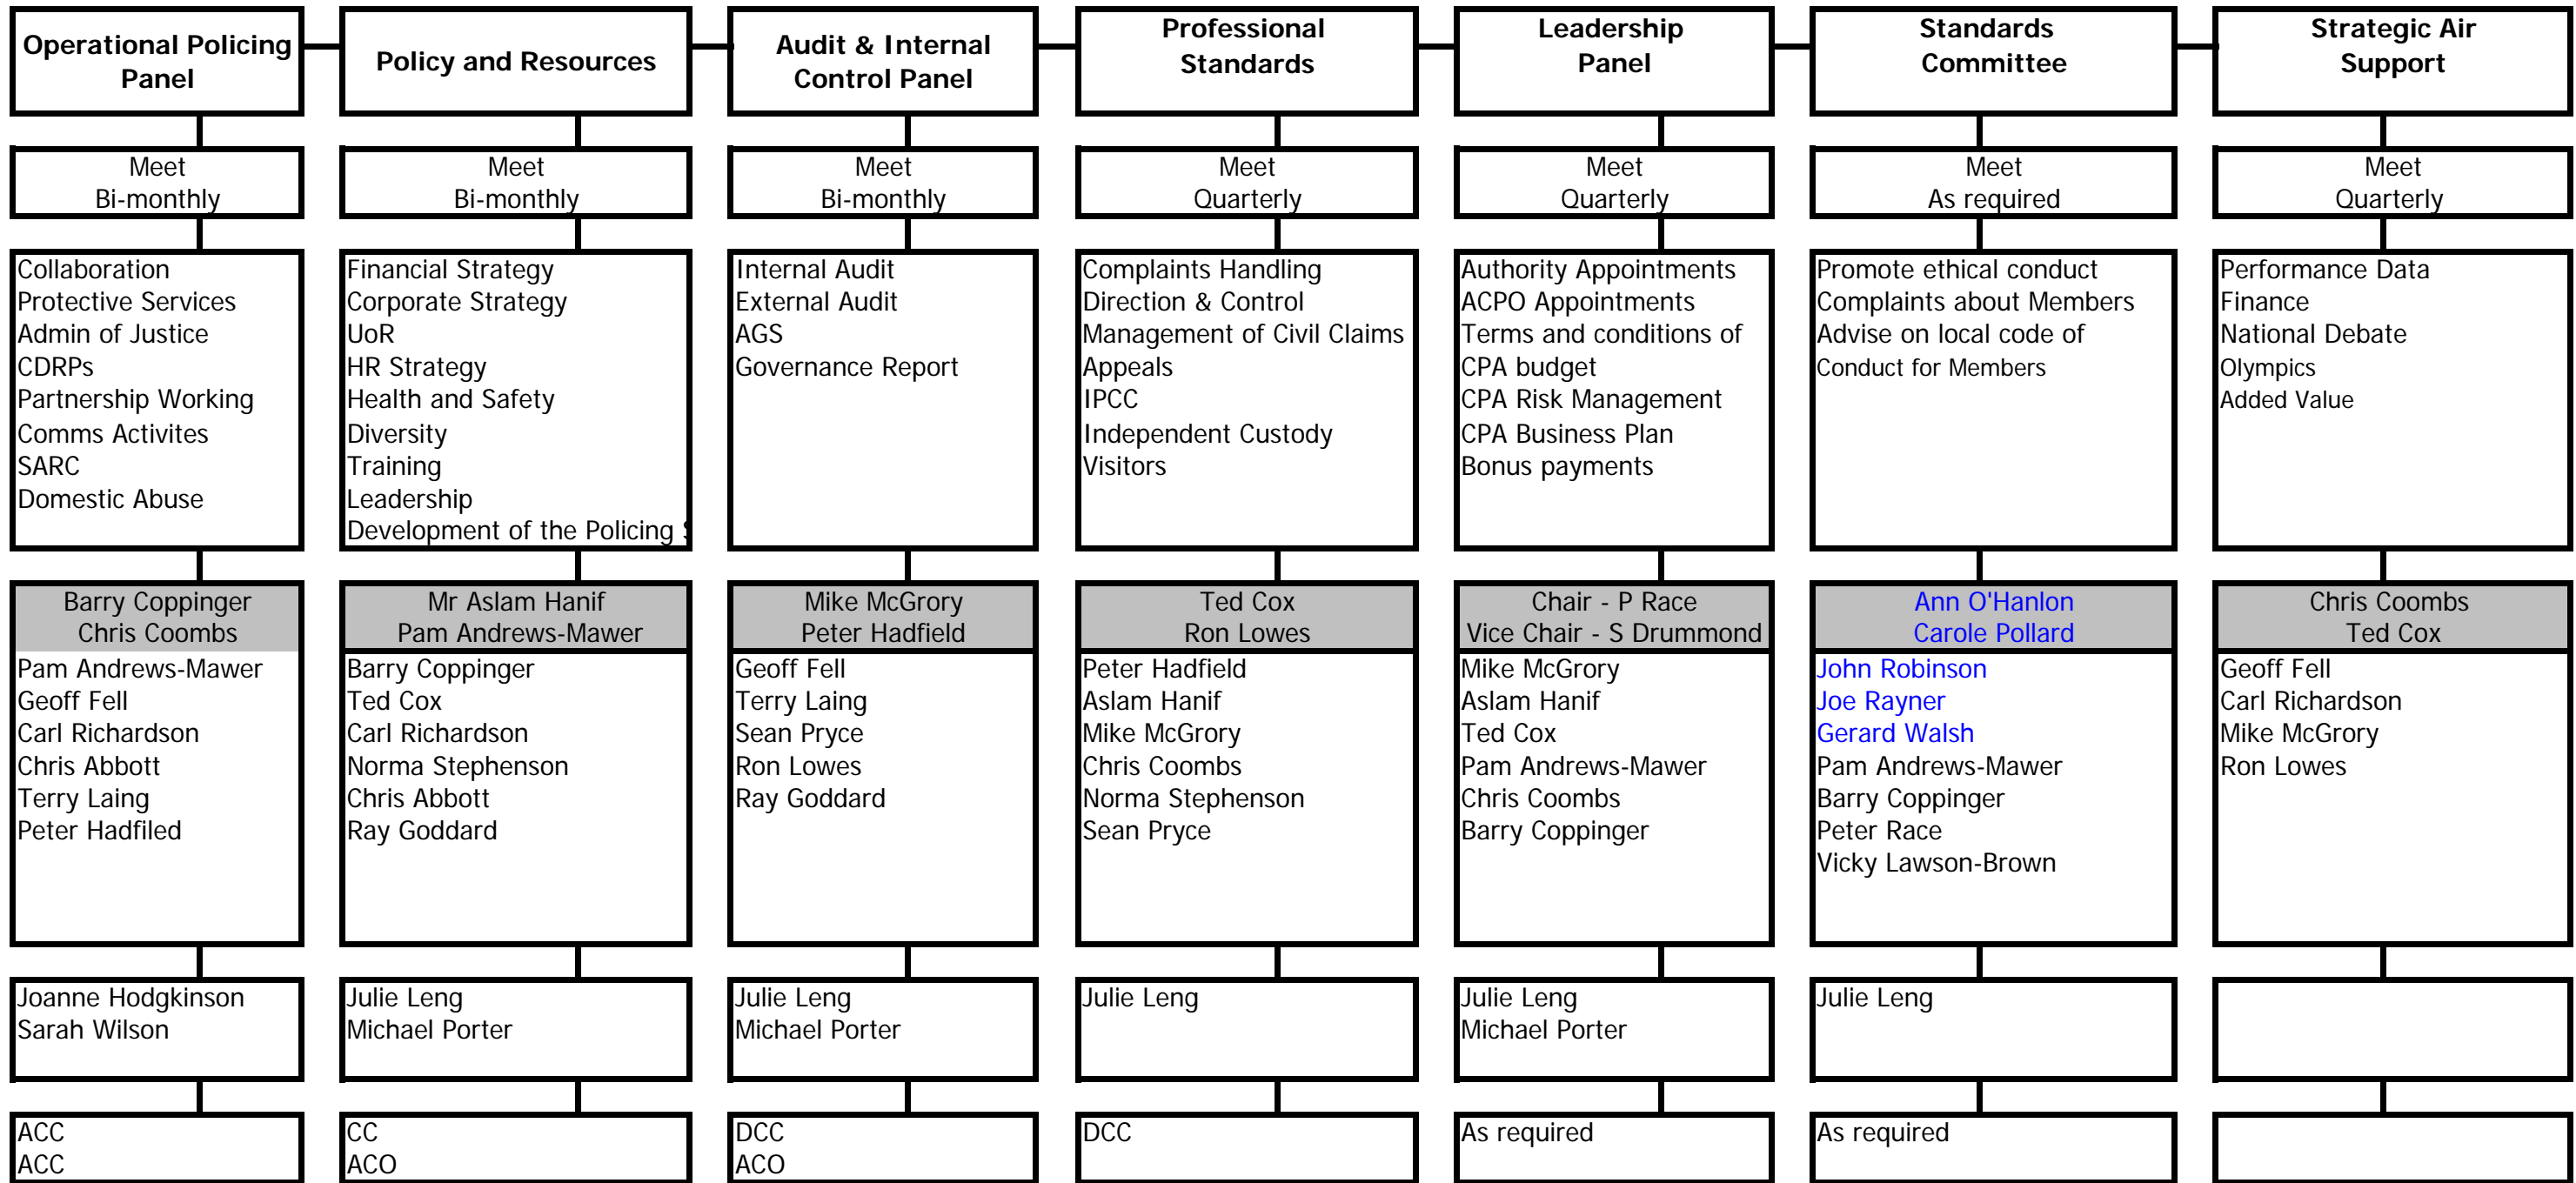 Operational Policing
Panel
Meet
Bi-monthly
Collaboration
Protective Services
Admin of Justice
CDRPs
Partnership Working
Comms Activites
SARC
Domestic Abuse
Barry Coppinger
Chris Coombs
Pam Andrews-Mawer
Geoff Fell
Carl Richardson
Chris Abbott
Terry Laing
Peter Hadfiled
Joanne Hodgkinson
Sarah Wilson
ACC
ACC
Policy and Resources
Meet
Bi-monthly
Financial Strategy
Corporate Strategy
UoR
HR Strategy
Health and Safety
Diversity
Training
Leadership
Development of the Policing
Mr Aslam Hanif
Pam Andrews-Mawer
Barry Coppinger
Ted Cox
Carl Richardson
Norma Stephenson
Chris Abbott
Ray Goddard
Julie Leng
Michael Porter
CC
ACO
Audit & Internal
Control Panel
Meet
Bi-monthly
Internal Audit
External Audit
AGS
Governance Report
Mike McGrory
Peter Hadfield
Geoff Fell
Terry Laing
Sean Pryce
Ron Lowes
Ray Goddard
Julie Leng
Michael Porter
DCC
ACO
Professional
Standards
Meet
Quarterly
Complaints Handling
Direction & Control
Management of Civil Claims
Appeals
IPCC
Independent Custody
Visitors
Ted Cox
Ron Lowes
Peter Hadfield
Aslam Hanif
Mike McGrory
Chris Coombs
Norma Stephenson
Sean Pryce
Julie Leng
DCC
Leadership
Panel
Meet
Quarterly
Authority Appointments
ACPO Appointments
Terms and conditions of
CPA budget
CPA Risk Management
CPA Business Plan
Bonus payments
Chair - P Race
Vice Chair - S Drummond
Mike McGrory
Aslam Hanif
Ted Cox
Pam Andrews-Mawer
Chris Coombs
Barry Coppinger
Julie Leng
Michael Porter
As required
Standards
Committee
Meet
As required
Promote ethical conduct
Complaints about Members
Advise on local code of
Conduct for Members
Ann O'Hanlon
Carole Pollard
John Robinson
Joe Rayner
Gerard Walsh
Pam Andrews-Mawer
Barry Coppinger
Peter Race
Vicky Lawson-Brown
Julie Leng
As required
Strategic Air
Support
Meet
Quarterly
Performance Data
Finance
National Debate
Olympics
Added Value
Chris Coombs
Ted Cox
Geoff Fell
Carl Richardson
Mike McGrory
Ron Lowes